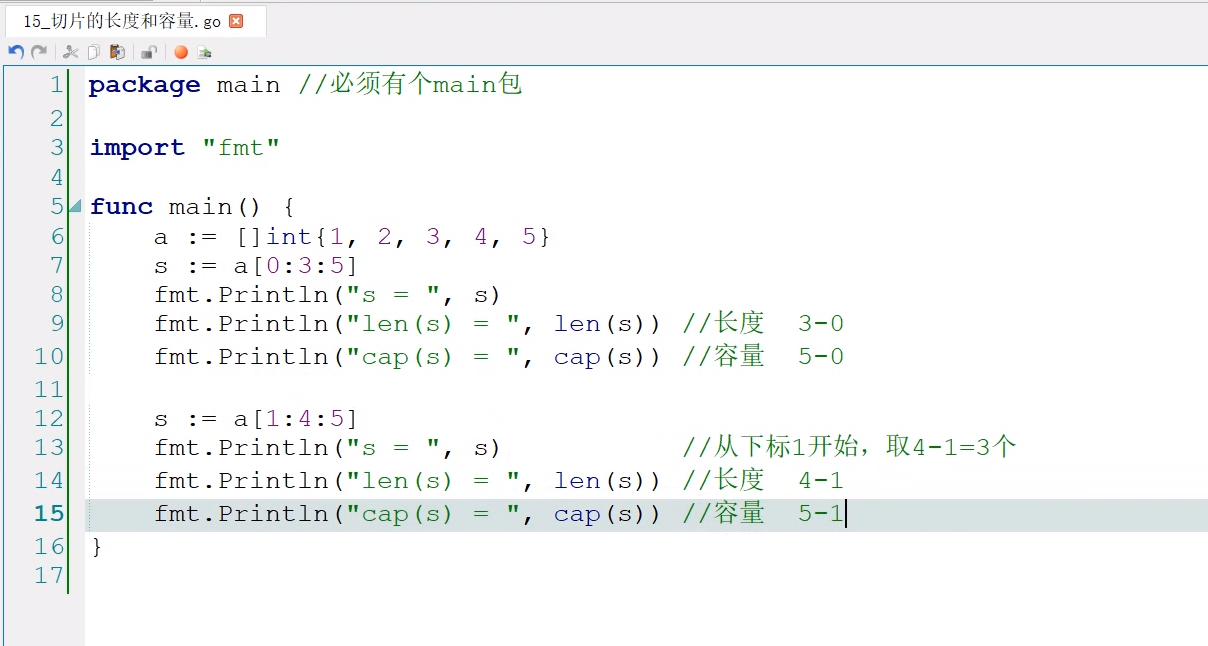 15_切片的长度和容量.go
1 package main //必须有个main包
2
3 import "fmt"
4
5 func main() {
6     a := []int{1, 2, 3, 4, 5}
7     s := a[0:3:5]
8     fmt.Println("s = ", s)
9     fmt.Println("len(s) = ", len(s)) //长度  3-0
10     fmt.Println("cap(s) = ", cap(s)) //容量  5-0
11
12     s := a[1:4:5]
13     fmt.Println("s = ", s)           //从下标1开始，取4-1=3个
14     fmt.Println("len(s) = ", len(s)) //长度  4-1
15     fmt.Println("cap(s) = ", cap(s)) //容量  5-1
16 }
17